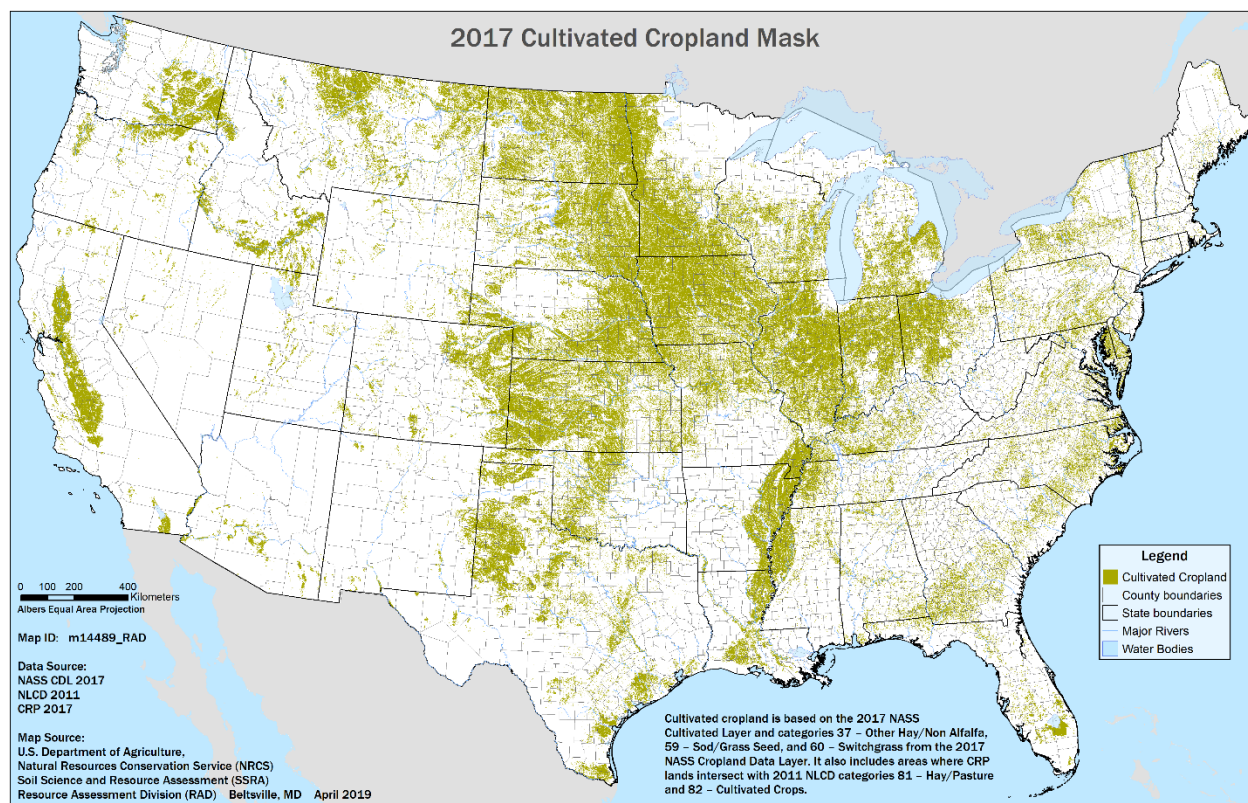 2017 Cultivated Cropland Mask
Legend
Cultivated Cropland
County boundaries
State boundaries
Major Rivers
Water Bodies
0 100 200 400
Kilometers
Albers Equal Area Projection
Map ID: m14489_RAD
Data Source:
NASS CDL 2017
NLCD 2011
CRP 2017
Map Source:
U.S. Department of Agriculture,
Natural Resources Conservation Service (NRCS)
Soil Science and Resource Assessment (SSRA)
Resource Assessment Division (RAD) Beltsville, MD April 2019
Cultivated cropland is based on the 2017 NASS
Cultivated Layer and categories 37 – Other Hay/Non Alfalfa,
59 – Sod/Grass Seed, and 60 – Switchgrass from the 2017
NASS Cropland Data Layer. It also includes areas where CRP
lands intersect with 2011 NLCD categories 81 – Hay/Pasture
and 82 – Cultivated Crops.